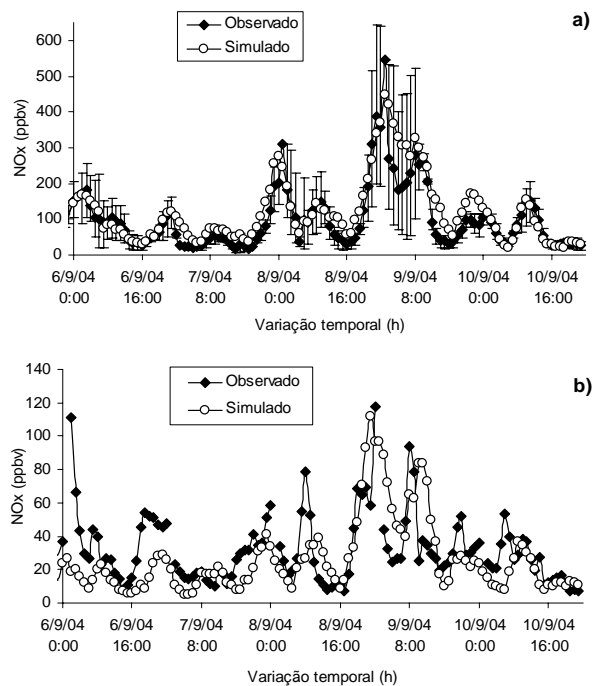 a)
Observado
Simulado
NOx (ppbv)
600
500
400
300
200
100
0
6/9/04 6/9/04 7/9/04 8/9/04 8/9/04 9/9/04 10/9/04 10/9/04
0:00 16:00 8:00 0:00 16:00 8:00 0:00 16:00
Variação temporal (h)
b)
Observado
Simulado
NOx (ppbv)
140
120
100
80
60
40
20
0
6/9/04 6/9/04 7/9/04 8/9/04 8/9/04 9/9/04 10/9/04 10/9/04
0:00 16:00 8:00 0:00 16:00 8:00 0:00 16:00
Variação temporal (h)